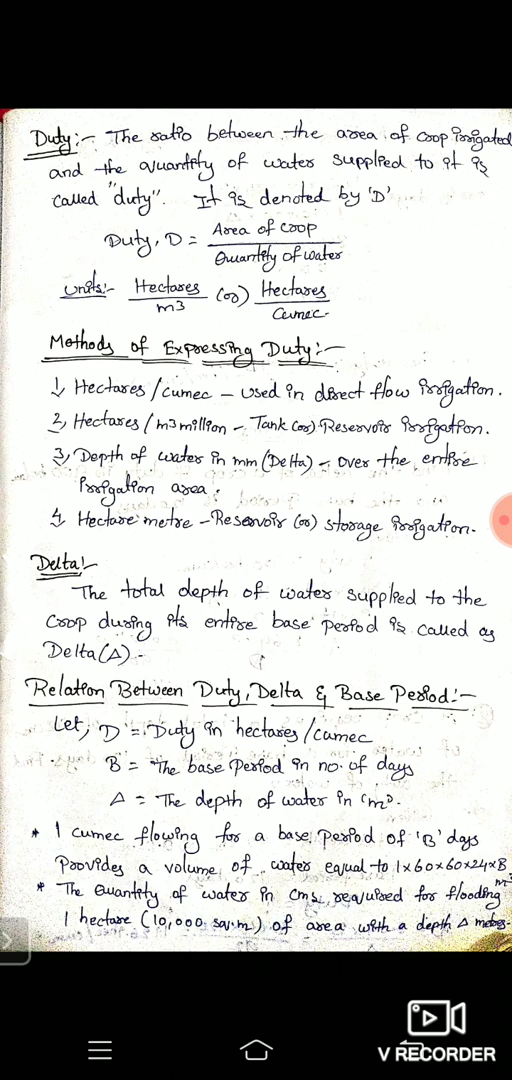 Duty:- The ratio between the area of crop irrigated
and the quantity of water supplied to it is
called "duty". It is denoted by 'D'
Duty, D = Area of crop / Quantity of water
Units:- Hectares / m3 (or) Hectares / Cumec.
Methods of Expressing Duty:-
1, Hectares/cumec - used in direct flow irrigation.
2, Hectares/m3 million - Tank (or) Reservoir irrigation.
3, Depth of water in mm (Delta) - over the entire
irrigation area.
4, Hectare metre - Reservoir (or) storage irrigation.
Delta:-
The total depth of water supplied to the
crop during its entire base period is called as
Delta (Δ).
Relation Between Duty, Delta & Base Period:-
Let, D = Duty in hectares/cumec
B = The base period in no. of days
Δ = The depth of water in 'm'.
* 1 cumec flowing for a base period of 'B' days
provides a volume of water equal to 1×60×60×24×B m3
* The quantity of water in cms required for flooding
1 hectare (10,000 sq.m) of area with a depth Δ metres.
V RECORDER